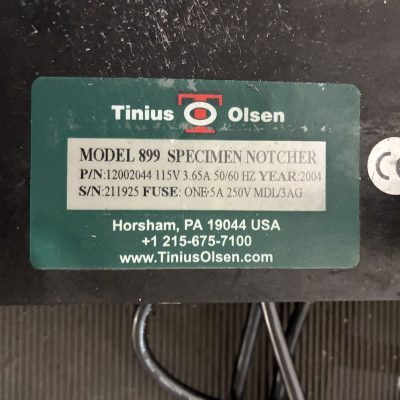 Tinius Olsen
MODEL 899 SPECIMEN NOTCHER
P/N:12002044 115V 3.65A 50/60 HZ YEAR:2004
S/N:211925 FUSE: ONE·5A 250V MDL/3AG
Horsham, PA 19044 USA
+1 215-675-7100
www.TiniusOlsen.com